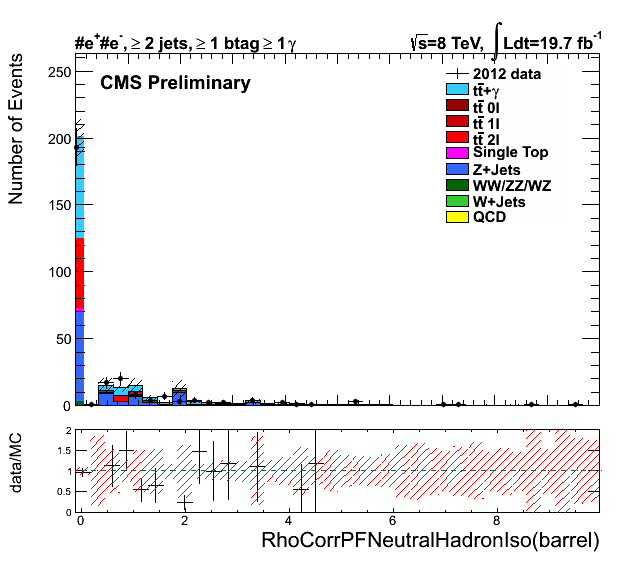 #e⁺#e⁻, ≥ 2 jets, ≥ 1 btag ≥ 1 γ
√s=8 TeV, ∫ Ldt=19.7 fb⁻¹
CMS Preliminary
2012 data
tt̄+γ
tt̄ 0l
tt̄ 1l
tt̄ 2l
Single Top
Z+Jets
WW/ZZ/WZ
W+Jets
QCD
Number of Events
250
200
150
100
50
0
data/MC
2
1.5
1
0.5
0
0 2 4 6 8
RhoCorrPFNeutralHadronIso(barrel)